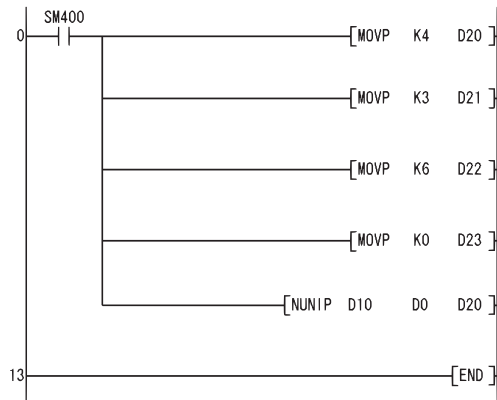 SM400
0 MOVP K4 D20
MOVP K3 D21
MOVP K6 D22
MOVP K0 D23
NUNIP D10 D0 D20
13 END